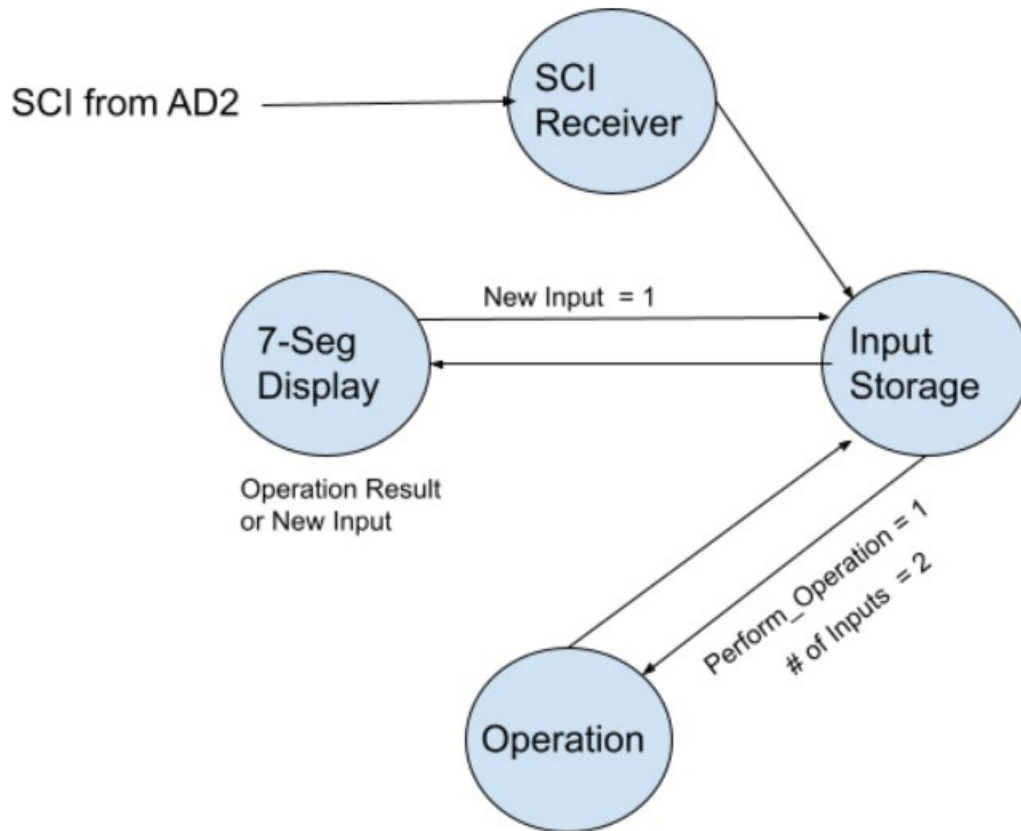 SCI from AD2
SCI
Receiver
New Input = 1
7-Seg
Display
Input
Storage
Operation Result
or New Input
Perform_Operation = 1
# of Inputs = 2
Operation